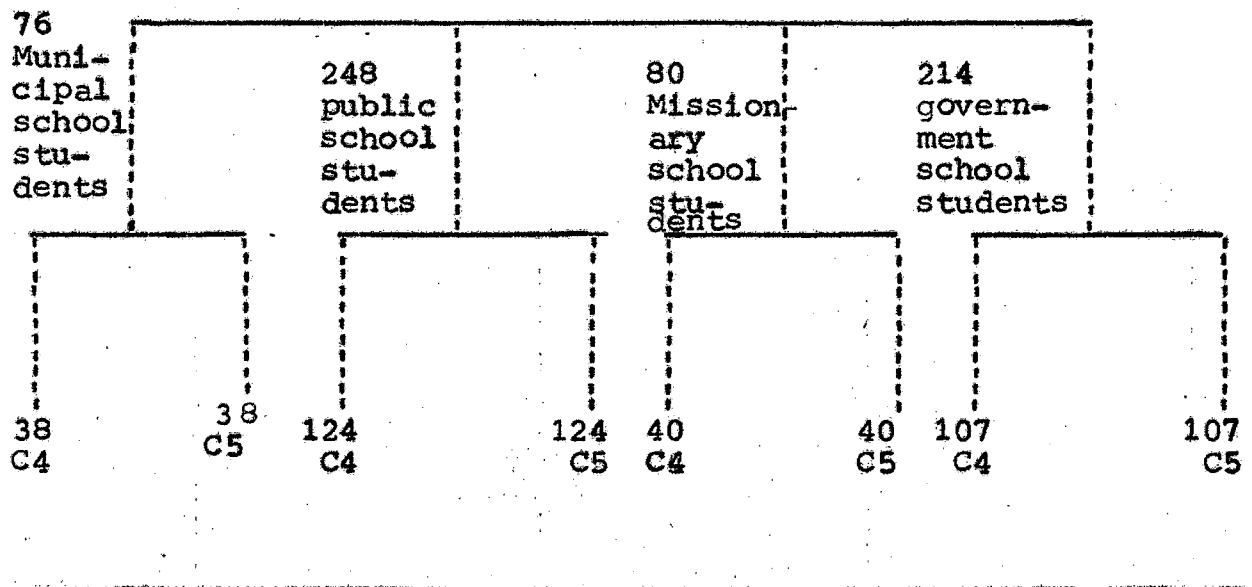 76
Muni-
cipal
school
stu-
dents
248
public
school
stu-
dents
80
Mission-
ary
school
stu-
dents
214
govern-
ment
school
students
38
C4
38
C5
124
C4
124
C5
40
C4
40
C5
107
C4
107
C5